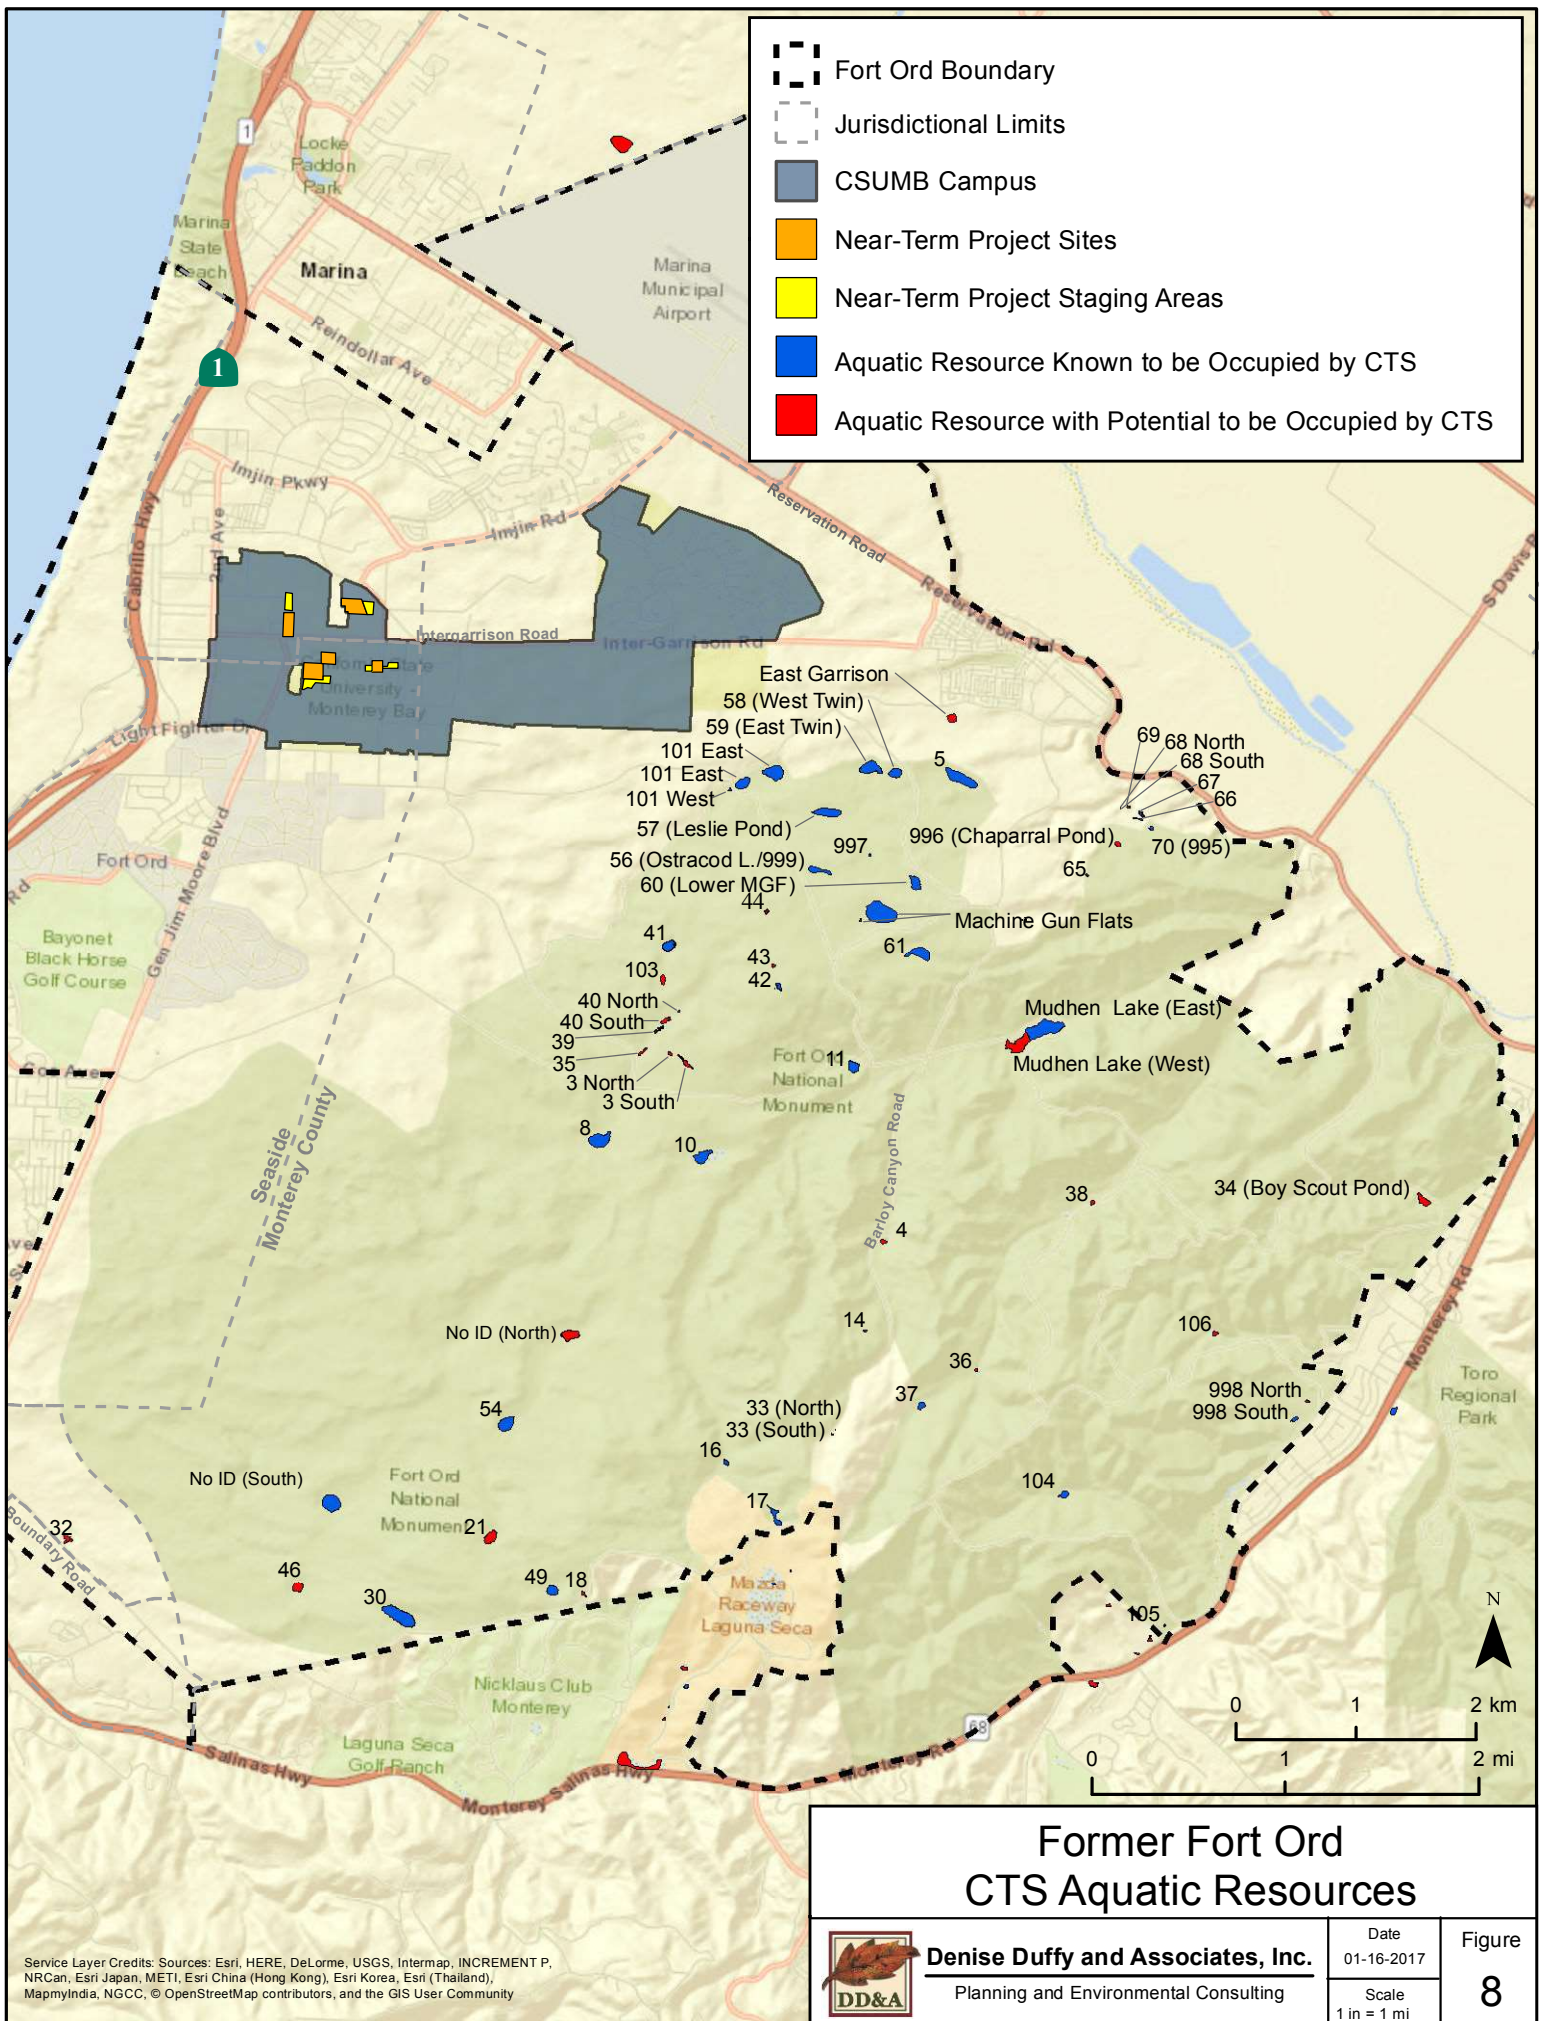 Fort Ord Boundary
Jurisdictional Limits
CSUMB Campus
Near-Term Project Sites
Near-Term Project Staging Areas
Aquatic Resource Known to be Occupied by CTS
Aquatic Resource with Potential to be Occupied by CTS
1
Locke
Paddon
Park
Marina
State
Beach
Marina
Marina
Municipal
Airport
Reindollar Ave
1
Imjin Pkwy
Cabrillo Hwy
2nd Ave
Imjin Rd
Reservation Road
Reservation Rd
S Davis
Intergarrison Road
Inter-Garrison Rd
University -
Monterey Bay
Light Fighter Dr
East Garrison
58 (West Twin)
59 (East Twin)
101 East
101 East
101 West
5
69
68 North
68 South
67
66
57 (Leslie Pond)
997
996 (Chaparral Pond)
70 (995)
56 (Ostracod L./999)
65
60 (Lower MGF)
44
Machine Gun Flats
Fort Ord
Rd
Gen Jim Moore Blvd
Bayonet
Black Horse
Golf Course
41
61
43
103
42
40 North
40 South
39
35
3 North
3 South
Mudhen Lake (East)
Mudhen Lake (West)
Fort Ord
National
Monument
11
8
10
Seaside
Monterey County
Barloy Canyon Road
38
34 (Boy Scout Pond)
4
No ID (North)
14
106
36
Monterey Rd
Toro
Regional
Park
37
998 North
998 South
54
33 (North)
33 (South)
16
No ID (South)
Fort Ord
National
Monument
104
17
32
21
Boundary Road
46
49
18
30
Mazda
Raceway
Laguna Seca
105
Nicklaus Club
Monterey
N
0 1 2 km
0 1 2 mi
68
Laguna Seca
Golf Ranch
Salinas Hwy
Monterey Salinas Hwy
Monterey Rd
Former Fort Ord
CTS Aquatic Resources
DD&A
Denise Duffy and Associates, Inc.
Planning and Environmental Consulting
Date
01-16-2017
Scale
1 in = 1 mi
Figure
8
Service Layer Credits: Sources: Esri, HERE, DeLorme, USGS, Intermap, INCREMENT P,
NRCan, Esri Japan, METI, Esri China (Hong Kong), Esri Korea, Esri (Thailand),
MapmyIndia, NGCC, © OpenStreetMap contributors, and the GIS User Community